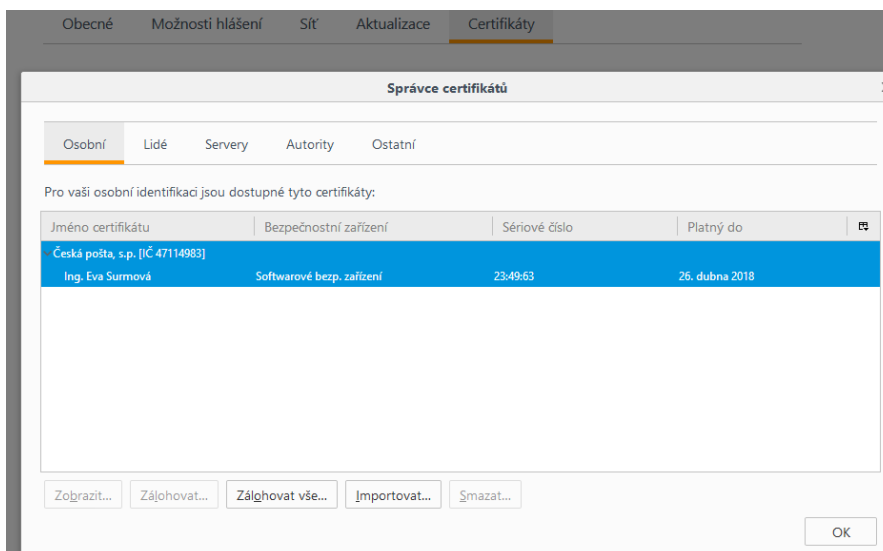 Obecné Možnosti hlášení Síť Aktualizace Certifikáty
Správce certifikátů
Osobní Lidé Servery Autority Ostatní
Pro vaši osobní identifikaci jsou dostupné tyto certifikáty:
Jméno certifikátu Bezpečnostní zařízení Sériové číslo Platný do
Česká pošta, s.p. [IČ 47114983]
Ing. Eva Surmová Softwarové bezp. zařízení 23:49:63 26. dubna 2018
Zobrazit... Zálohovat... Zálohovat vše... Importovat... Smazat...
OK